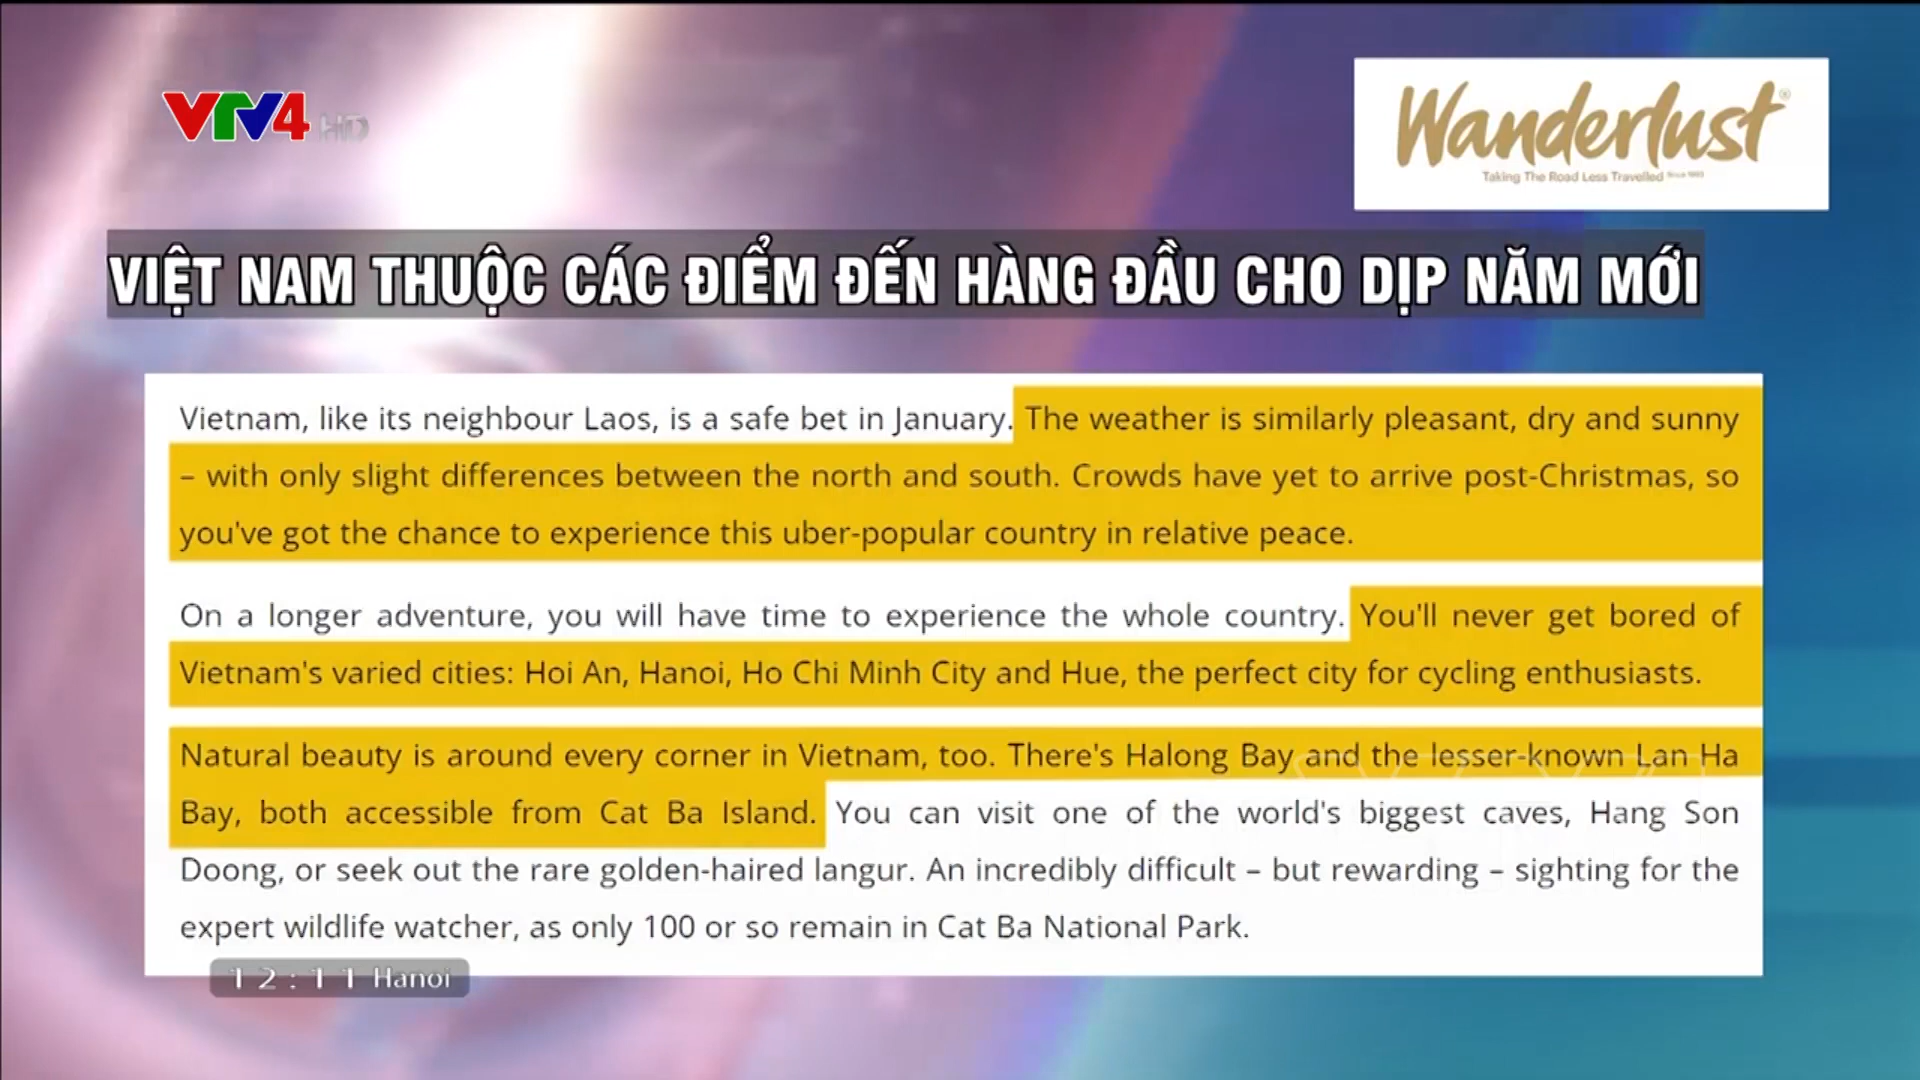 VTV4 HD
Wanderlust®
Taking The Road Less Travelled Since 1993
VIỆT NAM THUỘC CÁC ĐIỂM ĐẾN HÀNG ĐẦU CHO DỊP NĂM MỚI
Vietnam, like its neighbour Laos, is a safe bet in January. The weather is similarly pleasant, dry and sunny
– with only slight differences between the north and south. Crowds have yet to arrive post-Christmas, so
you've got the chance to experience this uber-popular country in relative peace.
On a longer adventure, you will have time to experience the whole country. You'll never get bored of
Vietnam's varied cities: Hoi An, Hanoi, Ho Chi Minh City and Hue, the perfect city for cycling enthusiasts.
Natural beauty is around every corner in Vietnam, too. There's Halong Bay and the lesser-known Lan Ha
Bay, both accessible from Cat Ba Island. You can visit one of the world's biggest caves, Hang Son
Doong, or seek out the rare golden-haired langur. An incredibly difficult – but rewarding – sighting for the
expert wildlife watcher, as only 100 or so remain in Cat Ba National Park.
12:11 Hanoi